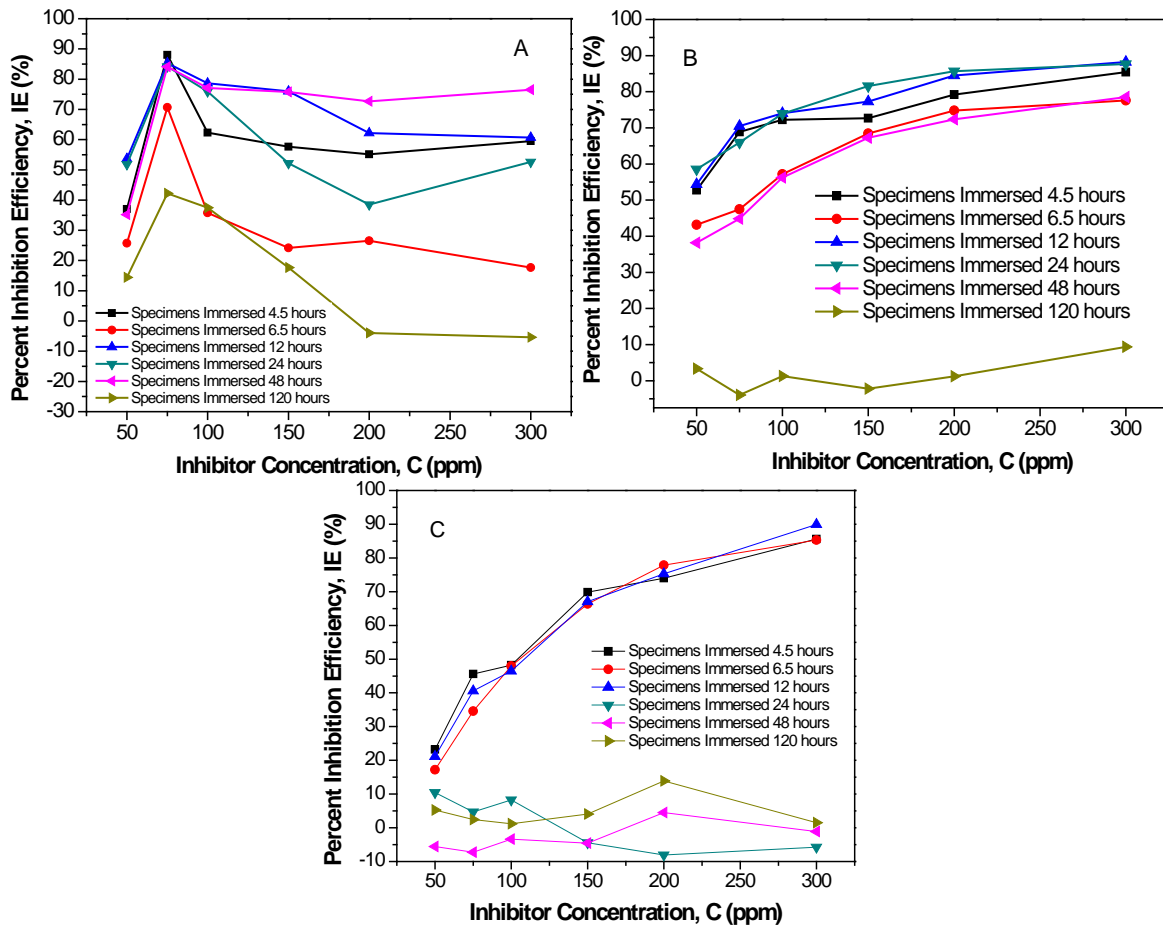 A
Percent Inhibition Efficiency, IE (%)
100
90
80
70
60
50
40
30
20
10
0
-10
-20
-30
Specimens Immersed 4.5 hours
Specimens Immersed 6.5 hours
Specimens Immersed 12 hours
Specimens Immersed 24 hours
Specimens Immersed 48 hours
Specimens Immersed 120 hours
50 100 150 200 250 300
Inhibitor Concentration, C (ppm)
B
Percent Inhibition Efficiency, IE (%)
100
90
80
70
60
50
40
30
20
10
0
Specimens Immersed 4.5 hours
Specimens Immersed 6.5 hours
Specimens Immersed 12 hours
Specimens Immersed 24 hours
Specimens Immersed 48 hours
Specimens Immersed 120 hours
50 100 150 200 250 300
Inhibitor Concentration, C (ppm)
C
Percent Inhibition Efficiency, IE (%)
100
90
80
70
60
50
40
30
20
10
0
-10
Specimens Immersed 4.5 hours
Specimens Immersed 6.5 hours
Specimens Immersed 12 hours
Specimens Immersed 24 hours
Specimens Immersed 48 hours
Specimens Immersed 120 hours
50 100 150 200 250 300
Inhibitor Concentration, C (ppm)